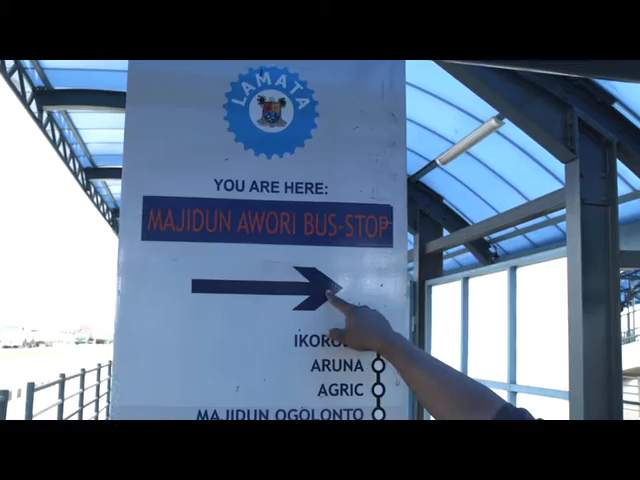 LAMATA
YOU ARE HERE:
MAJIDUN AWORI BUS-STOP
ARUNA
AGRIC
MAJIDUN OGOLONTO